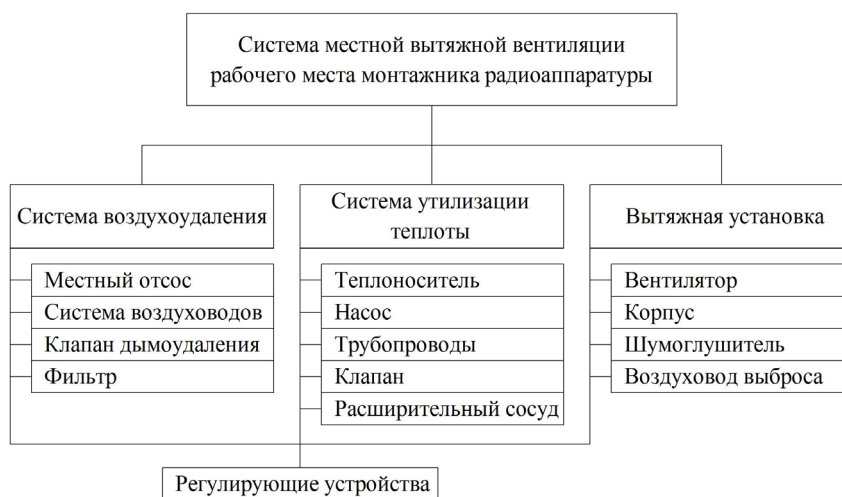 Система местной вытяжной вентиляции
рабочего места монтажника радиоаппаратуры
Система воздухоудаления
Местный отсос
Система воздуховодов
Клапан дымоудаления
Фильтр
Система утилизации
теплоты
Теплоноситель
Насос
Трубопроводы
Клапан
Расширительный сосуд
Вытяжная установка
Вентилятор
Корпус
Шумоглушитель
Воздуховод выброса
Регулирующие устройства